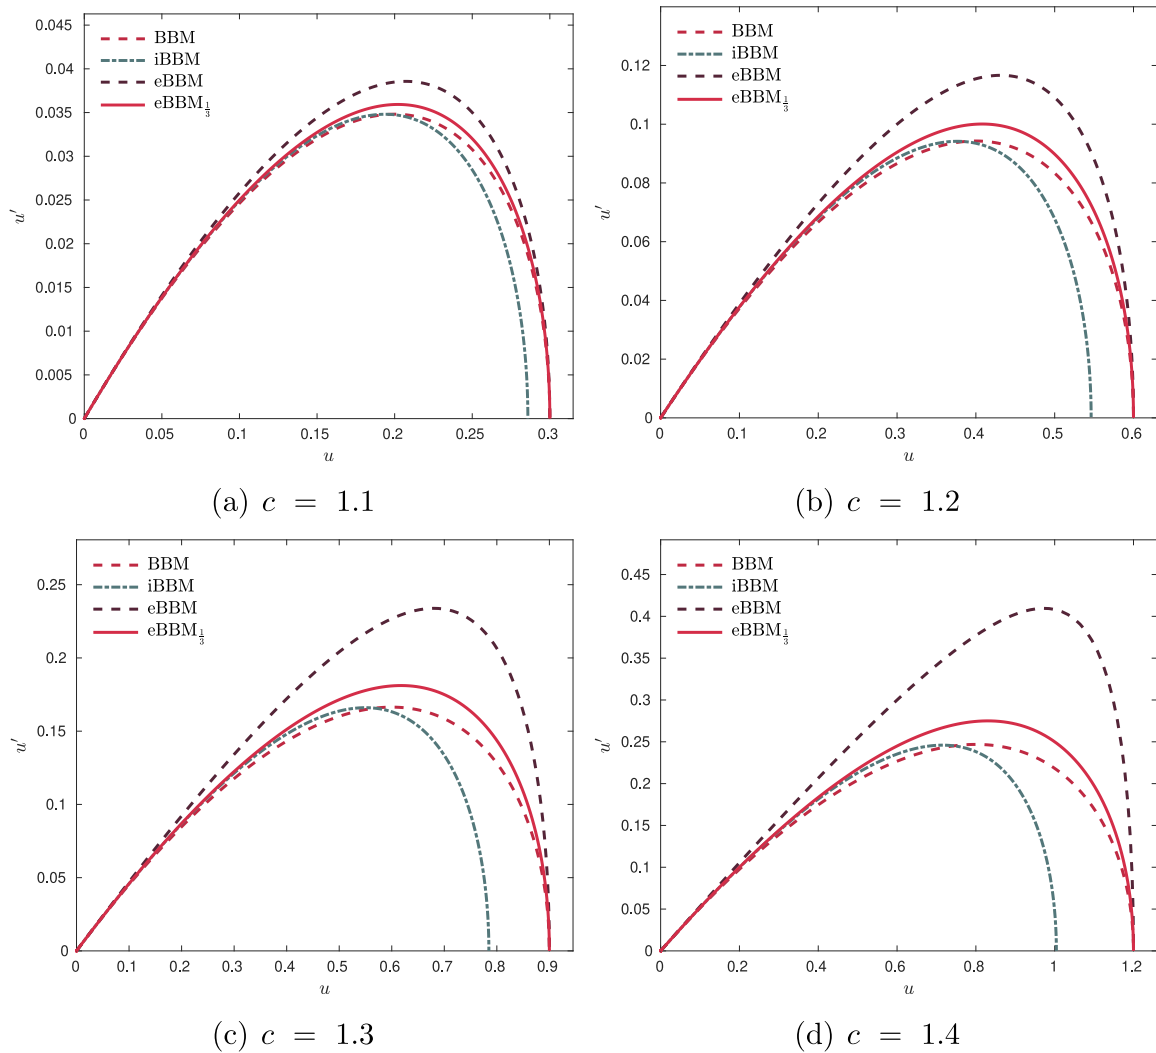 0.045
0.04
0.035
0.03
0.025
0.02
0.015
0.01
0.005
0
u′
BBM
iBBM
eBBM
eBBM1/3
0 0.05 0.1 0.15 0.2 0.25 0.3
u
(a) c = 1.1
0.12
0.1
0.08
0.06
0.04
0.02
0
u′
BBM
iBBM
eBBM
eBBM1/3
0 0.1 0.2 0.3 0.4 0.5 0.6
u
(b) c = 1.2
0.25
0.2
0.15
0.1
0.05
0
u′
BBM
iBBM
eBBM
eBBM1/3
0 0.1 0.2 0.3 0.4 0.5 0.6 0.7 0.8 0.9
u
(c) c = 1.3
0.45
0.4
0.35
0.3
0.25
0.2
0.15
0.1
0.05
0
u′
BBM
iBBM
eBBM
eBBM1/3
0 0.2 0.4 0.6 0.8 1 1.2
u
(d) c = 1.4